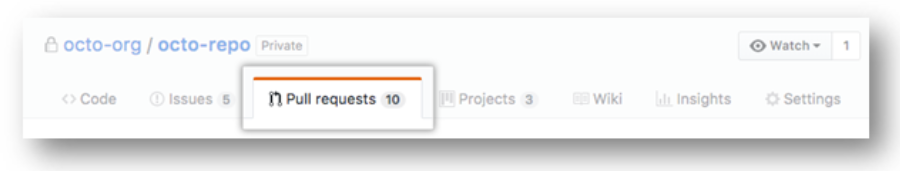 octo-org / octo-repo Private Watch 1
Code Issues 5 Pull requests 10 Projects 3 Wiki Insights Settings